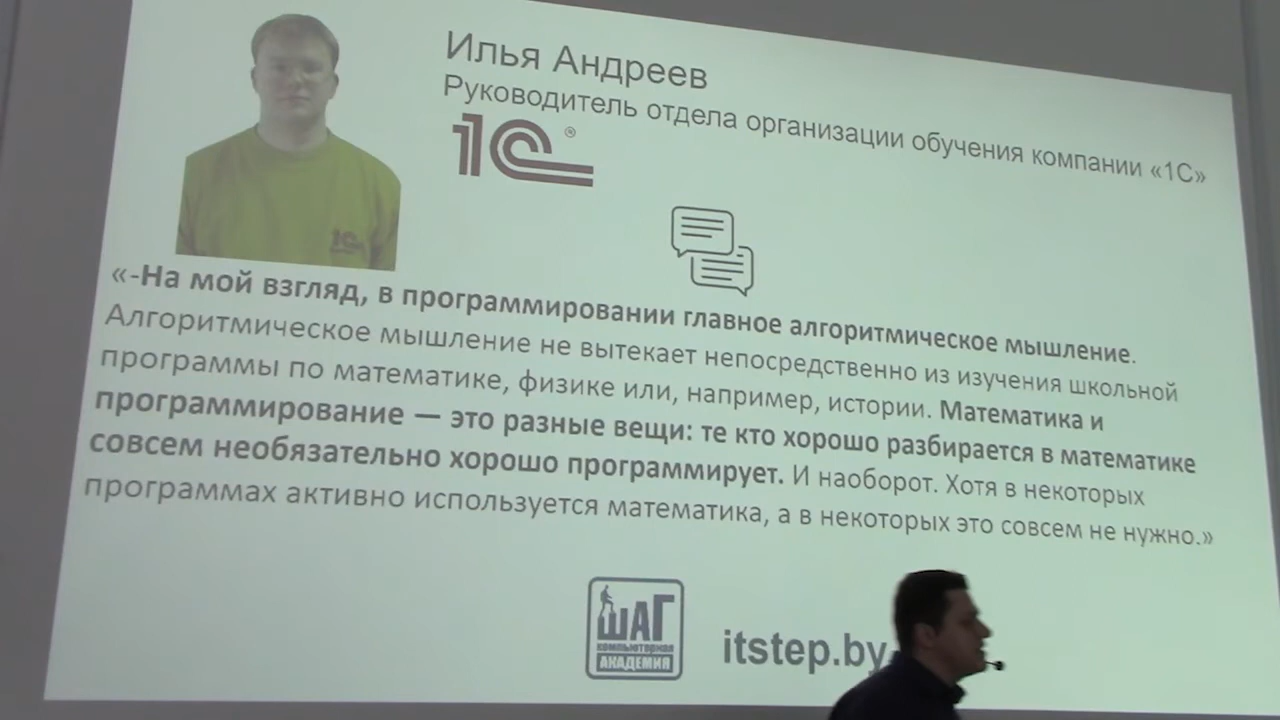 Илья Андреев
Руководитель отдела организации обучения компании «1С»
1С®
1С
«-На мой взгляд, в программировании главное алгоритмическое мышление.
Алгоритмическое мышление не вытекает непосредственно из изучения школьной
программы по математике, физике или, например, истории. Математика и
программирование — это разные вещи: те кто хорошо разбирается в математике
совсем необязательно хорошо программирует. И наоборот. Хотя в некоторых
программах активно используется математика, а в некоторых это совсем не нужно.»
ШАГ
КОМПЬЮТЕРНАЯ
АКАДЕМИЯ
itstep.by